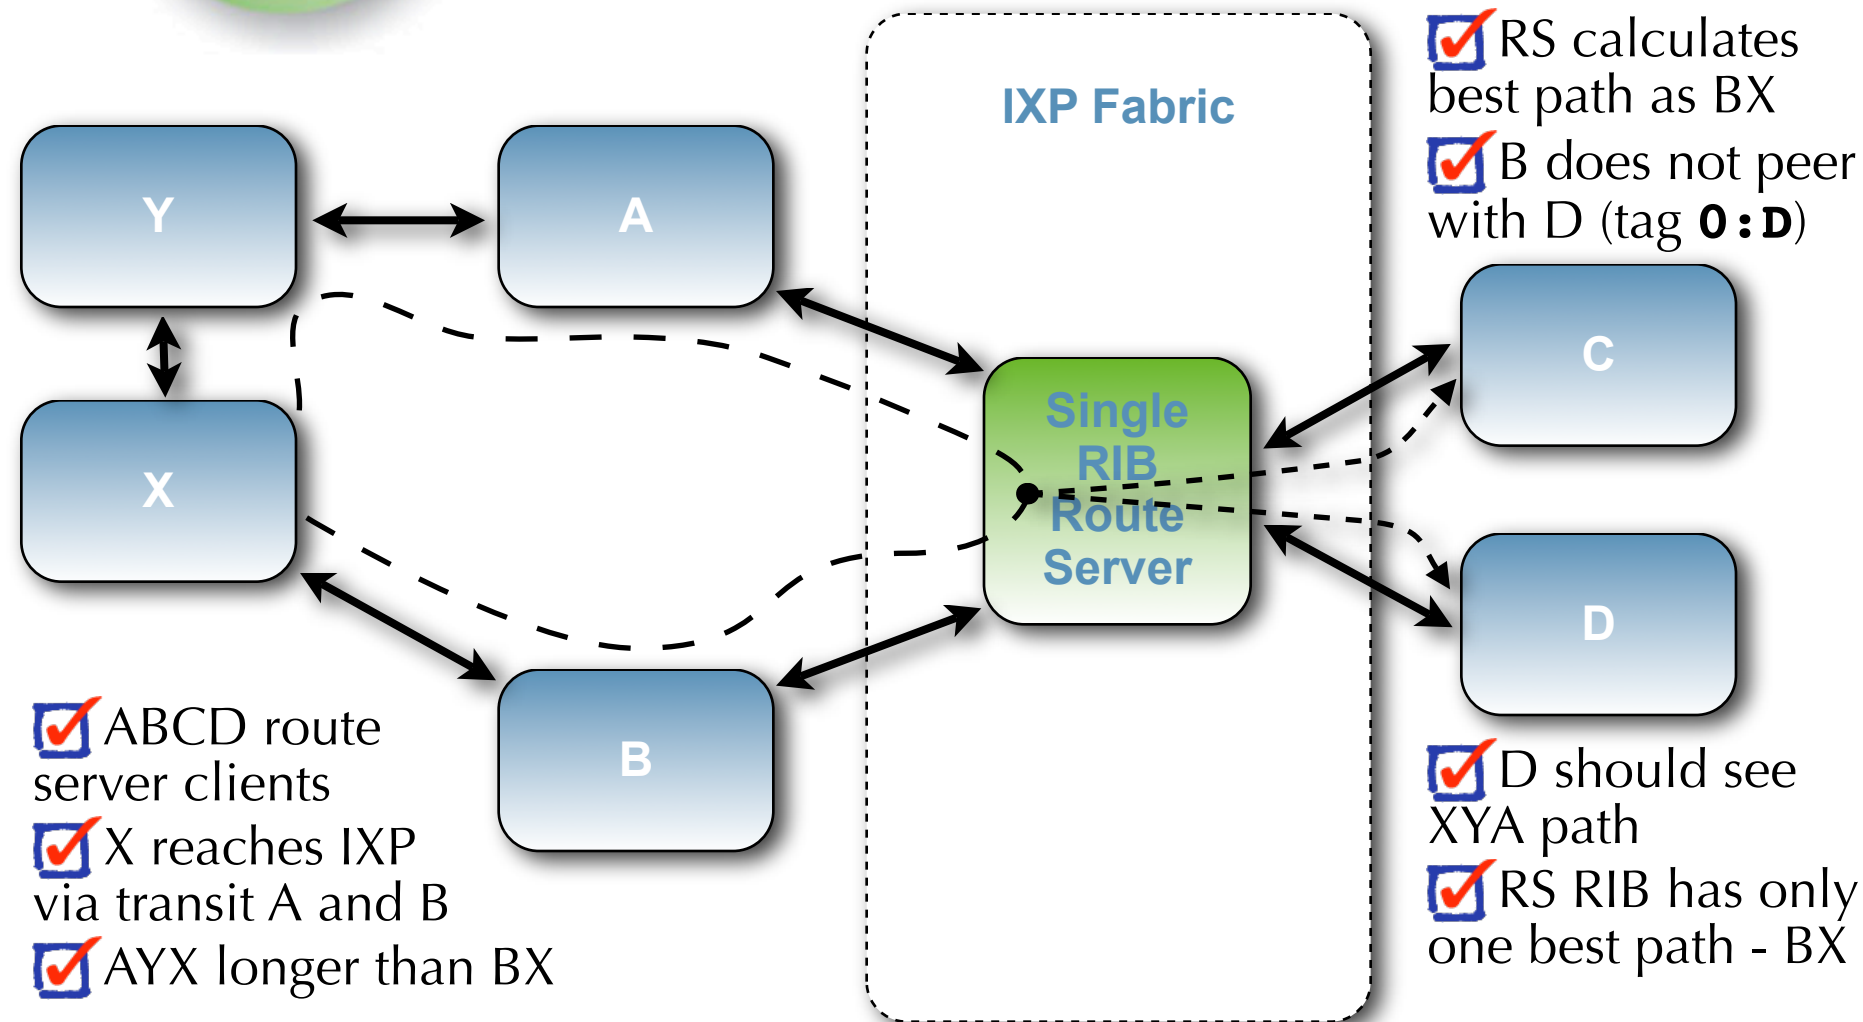 IXP Fabric
RS calculates
best path as BX
B does not peer
with D (tag 0:D)
Y
A
C
Single
RIB
Route
Server
X
D
B
ABCD route
server clients
X reaches IXP
via transit A and B
AYX longer than BX
D should see
XYA path
RS RIB has only
one best path - BX